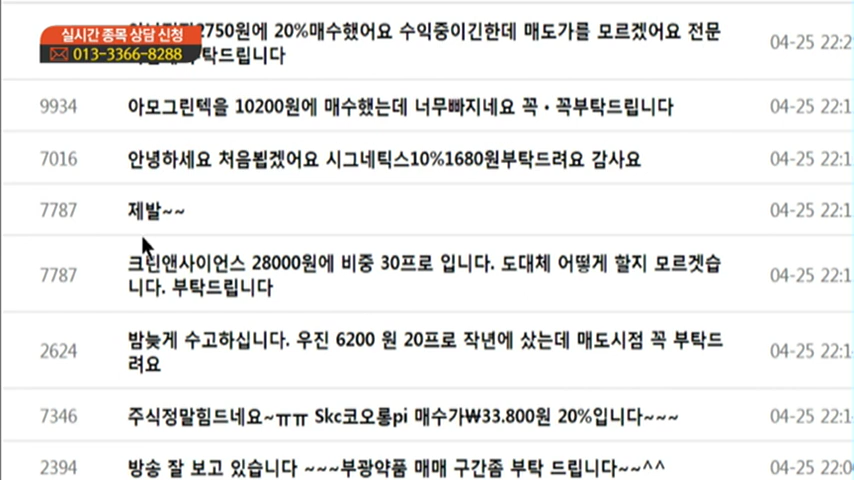 실시간 종목 상담 신청
013-3366-8288
2750원에 20%매수했어요 수익중이긴한데 매도가를 모르겠어요 전문
탁드립니다
04-25 22:2
9934 아모그린텍을 10200원에 매수했는데 너무빠지네요 꼭·꼭부탁드립니다 04-25 22:1
7016 안녕하세요 처음뵙겠어요 시그네틱스10%1680원부탁드려요 감사요 04-25 22:1
7787 제발~~ 04-25 22:1
7787 크린앤사이언스 28000원에 비중 30프로 입니다. 도대체 어떻게 할지 모르겟습 04-25 22:1
니다. 부탁드립니다
2624 밤늦게 수고하십니다. 우진 6200 원 20프로 작년에 샀는데 매도시점 꼭 부탁드 04-25 22:1
려요
7346 주식정말힘드네요~ㅠㅠ Skc코오롱pi 매수가₩33.800원 20%입니다~~~ 04-25 22:1
2394 방송 잘 보고 있습니다 ~~~부광약품 매매 구간좀 부탁 드립니다~~^^ 04-25 22:0